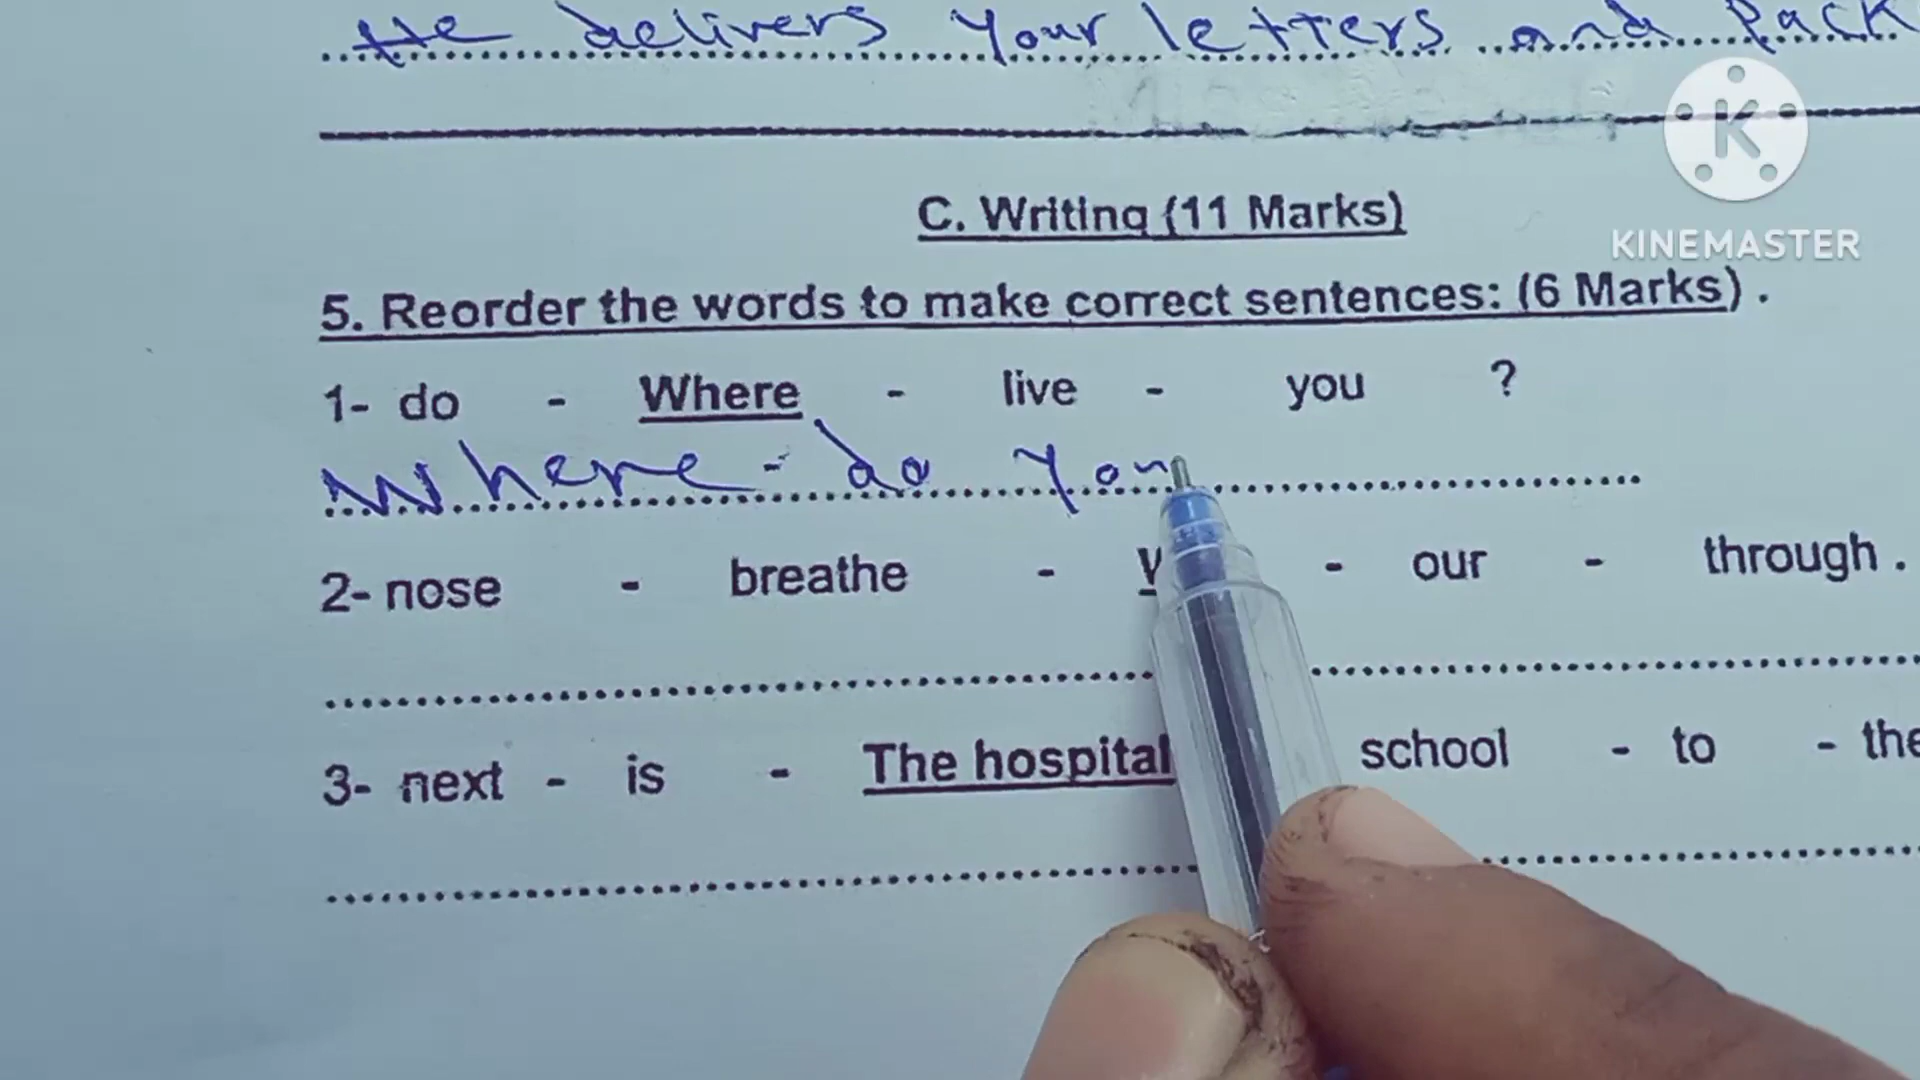 He delivers your letters and Pack
K
KINEMASTER
C. Writing (11 Marks)
5. Reorder the words to make correct sentences: (6 Marks) .
1- do - Where - live - you ?
Where - do you
2- nose - breathe - - our - through .
3- next - is - The hospital school - to - the